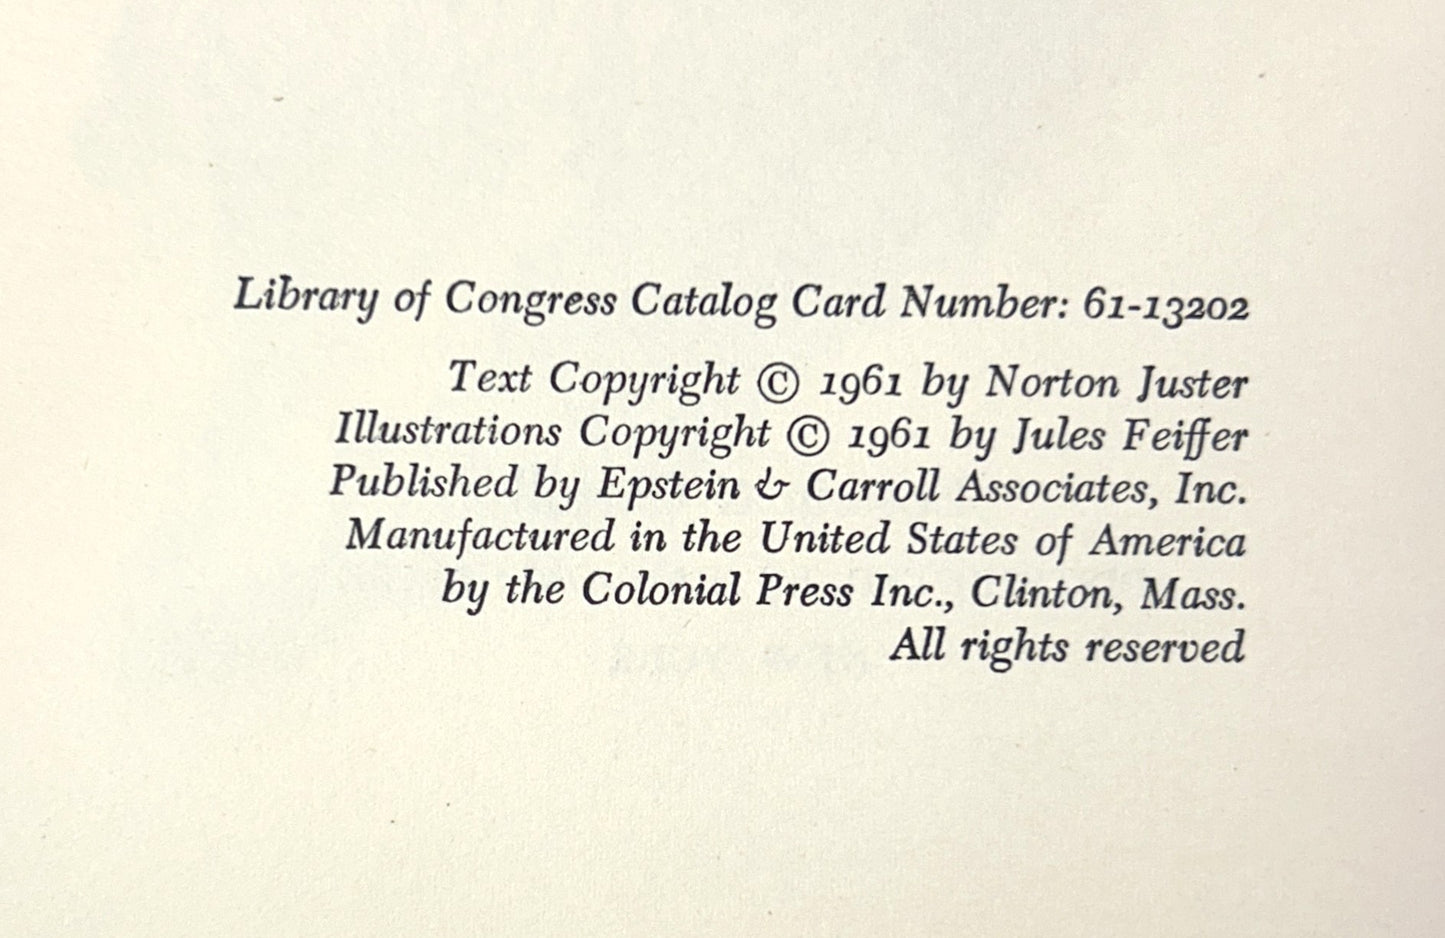 Library of Congress Catalog Card Number: 61-13202
Text Copyright © 1961 by Norton Juster
Illustrations Copyright © 1961 by Jules Feiffer
Published by Epstein & Carroll Associates, Inc.
Manufactured in the United States of America
by the Colonial Press Inc., Clinton, Mass.
All rights reserved